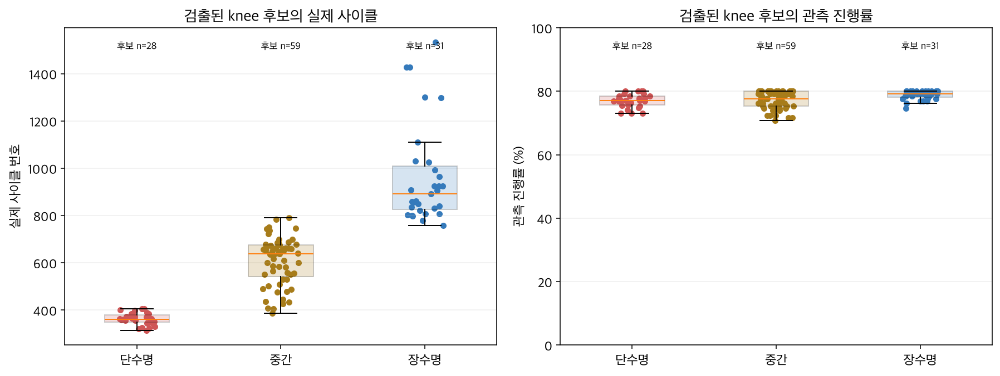 검출된 knee 후보의 실제 사이클
후보 n=28
후보 n=59
후보 n=31
1400
1200
1000
800
600
400
실제 사이클 번호
단수명
중간
장수명
검출된 knee 후보의 관측 진행률
후보 n=28
후보 n=59
후보 n=31
100
80
60
40
20
0
관측 진행률 (%)
단수명
중간
장수명